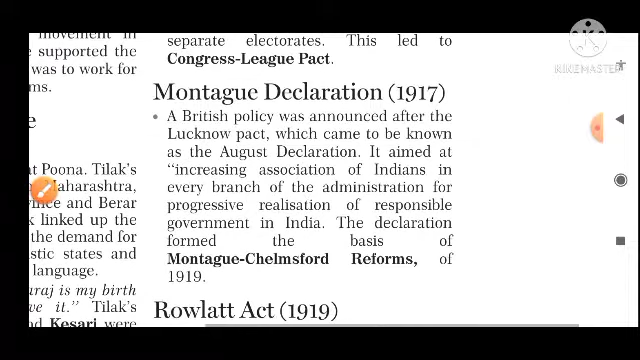 movement in
supported the
was to work for
ms.
at Poona. Tilak's
Maharashtra,
vince and Berar
k linked up the
the demand for
stic states and
language.
araj is my birth
ve it." Tilak's
nd Kesari were
separate electorates. This led to
Congress-League Pact.
Montague Declaration (1917)
• A British policy was announced after the
Lucknow pact, which came to be known
as the August Declaration. It aimed at
"increasing association of Indians in
every branch of the administration for
progressive realisation of responsible
government in India. The declaration
formed the basis of
Montague-Chelmsford Reforms, of
1919.
Rowlatt Act (1919)
KINEMASTER